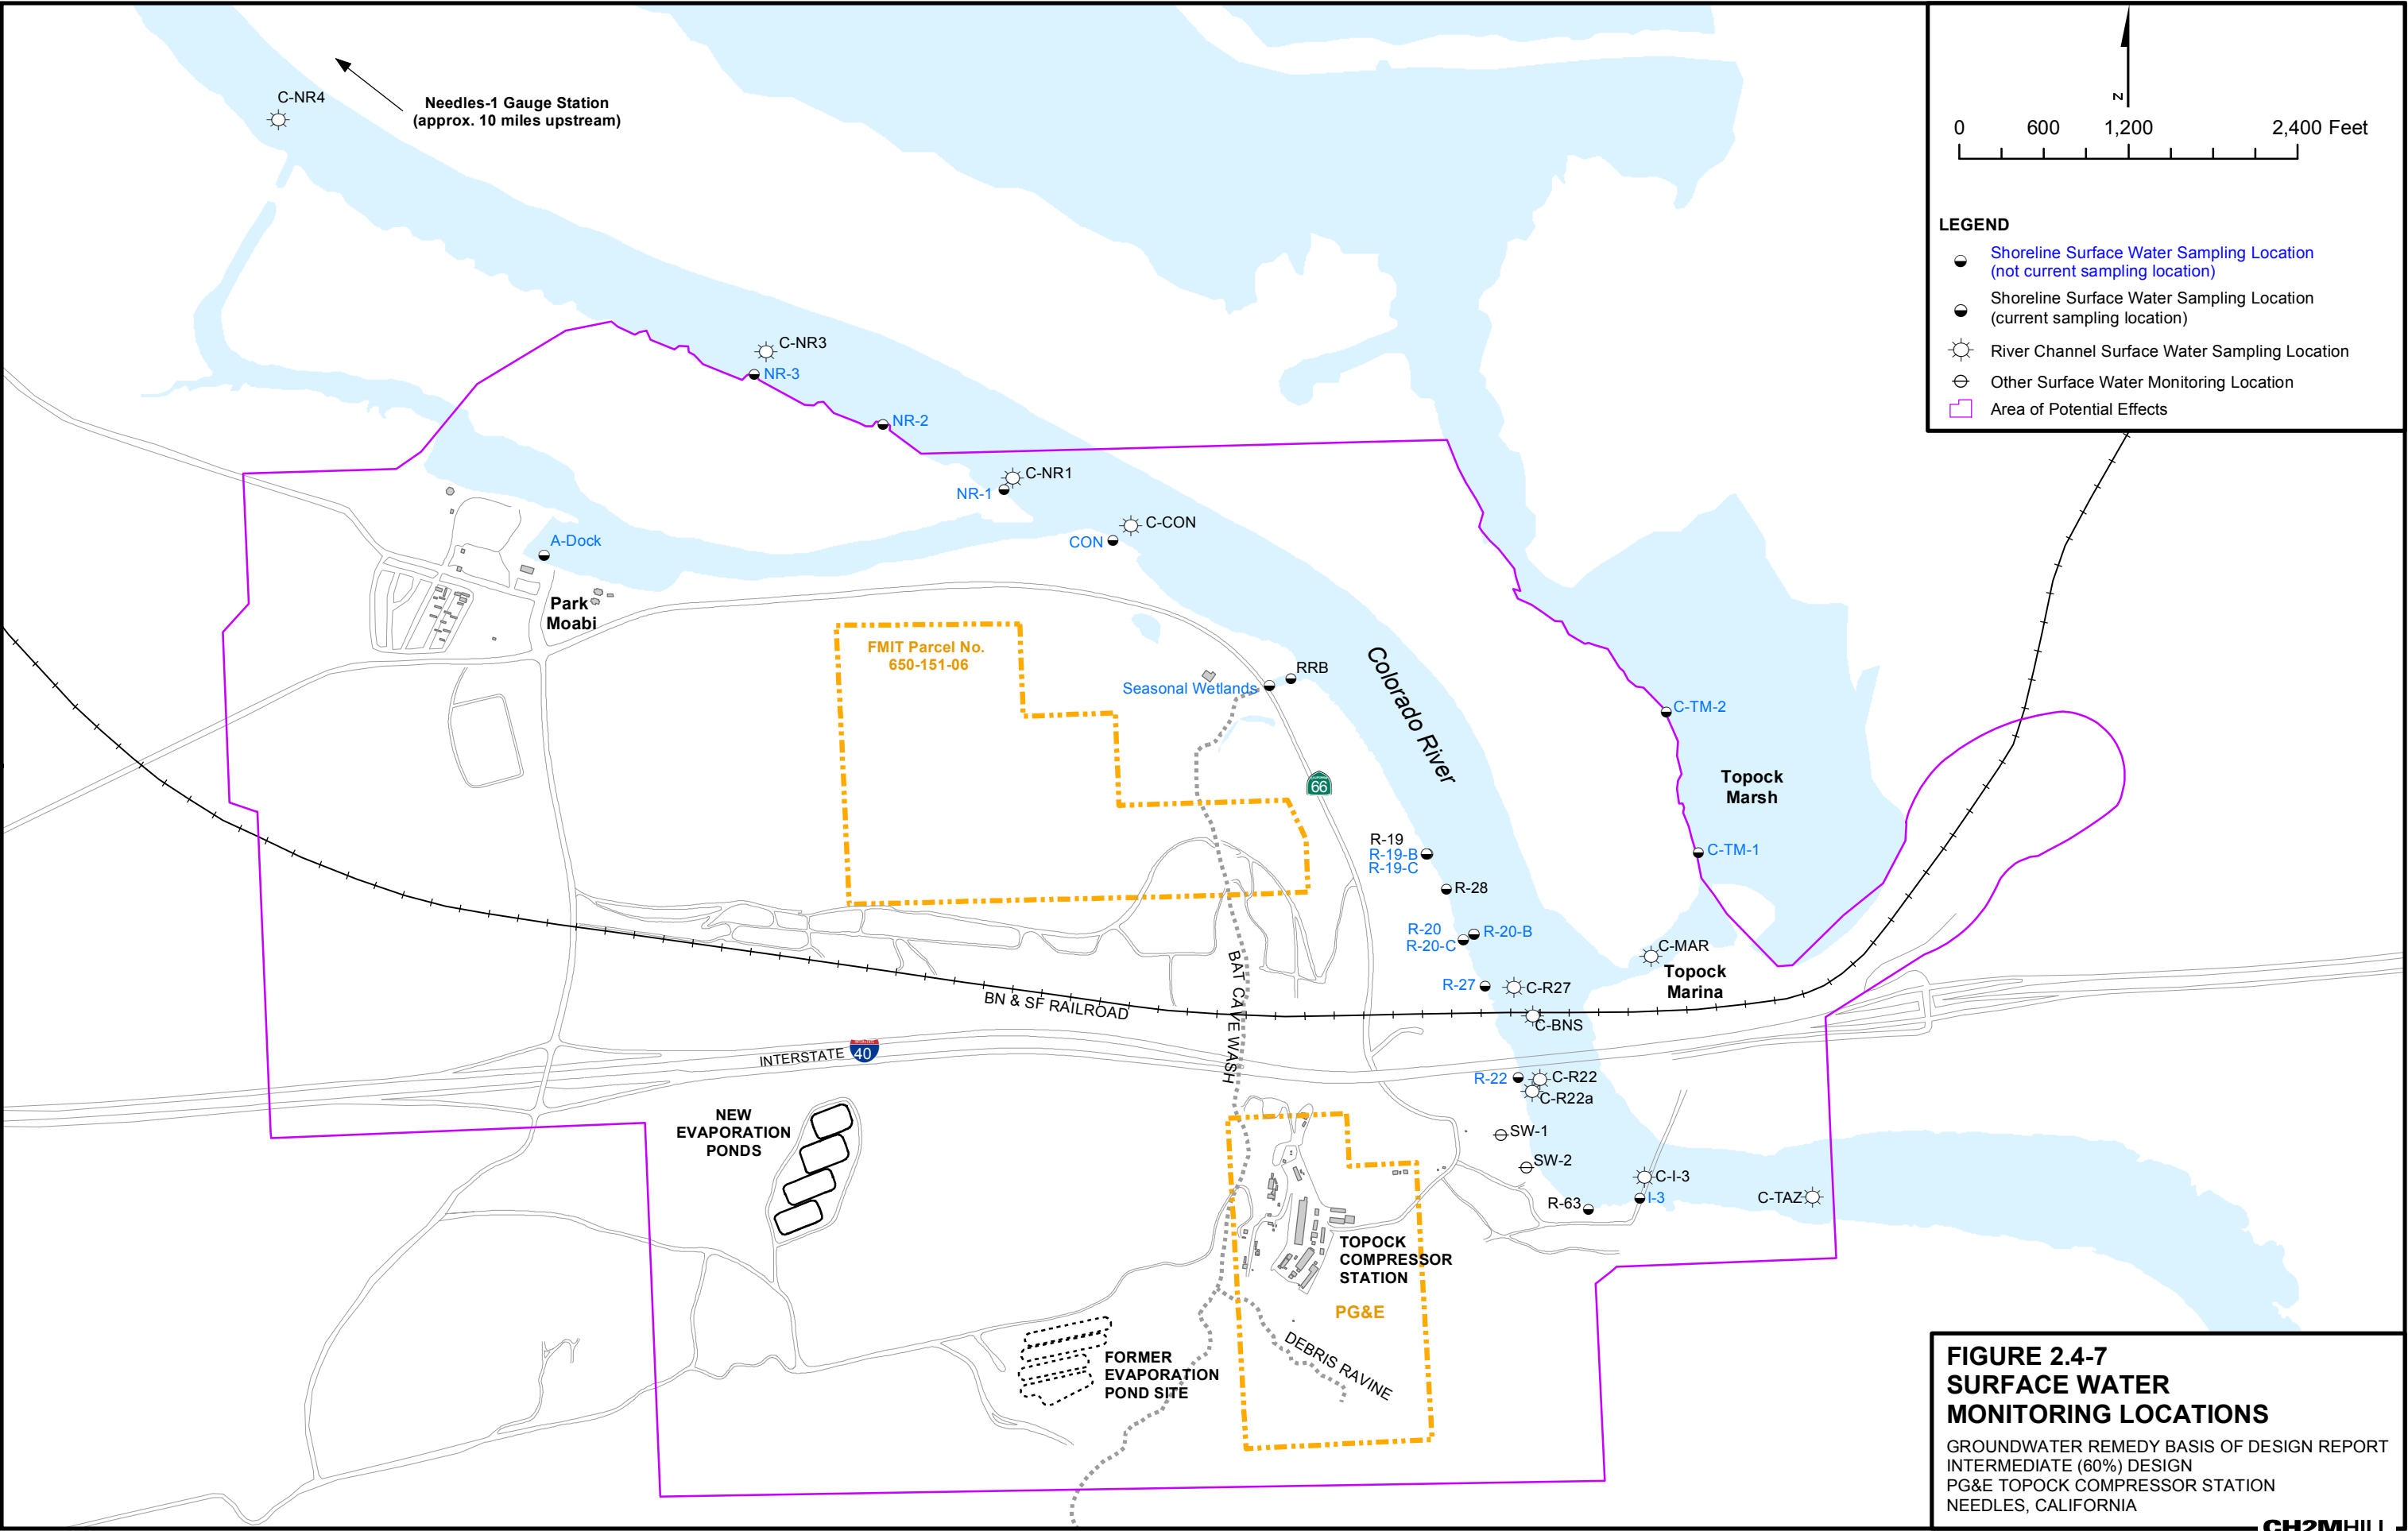 C-NR4
Needles-1 Gauge Station
(approx. 10 miles upstream)
N
0 600 1,200 2,400 Feet
LEGEND
Shoreline Surface Water Sampling Location
(not current sampling location)
Shoreline Surface Water Sampling Location
(current sampling location)
River Channel Surface Water Sampling Location
Other Surface Water Monitoring Location
Area of Potential Effects
C-NR3
NR-3
NR-2
C-NR1
NR-1
C-CON
CON
A-Dock
Park
Moabi
FMIT Parcel No.
650-151-06
RRB
Seasonal Wetlands
Colorado River
C-TM-2
66
Topock
Marsh
R-19
R-19-B
R-19-C
C-TM-1
R-28
R-20
R-20-C
R-20-B
C-MAR
Topock
Marina
R-27
C-R27
BAT CAVE WASH
BN & SF RAILROAD
C-BNS
INTERSTATE 40
R-22
C-R22
C-R22a
NEW
EVAPORATION
PONDS
SW-1
SW-2
C-I-3
I-3
R-63
C-TAZ
TOPOCK
COMPRESSOR
STATION
PG&E
DEBRIS RAVINE
FORMER
EVAPORATION
POND SITE
FIGURE 2.4-7
SURFACE WATER
MONITORING LOCATIONS
GROUNDWATER REMEDY BASIS OF DESIGN REPORT
INTERMEDIATE (60%) DESIGN
PG&E TOPOCK COMPRESSOR STATION
NEEDLES, CALIFORNIA
CH2MHILL